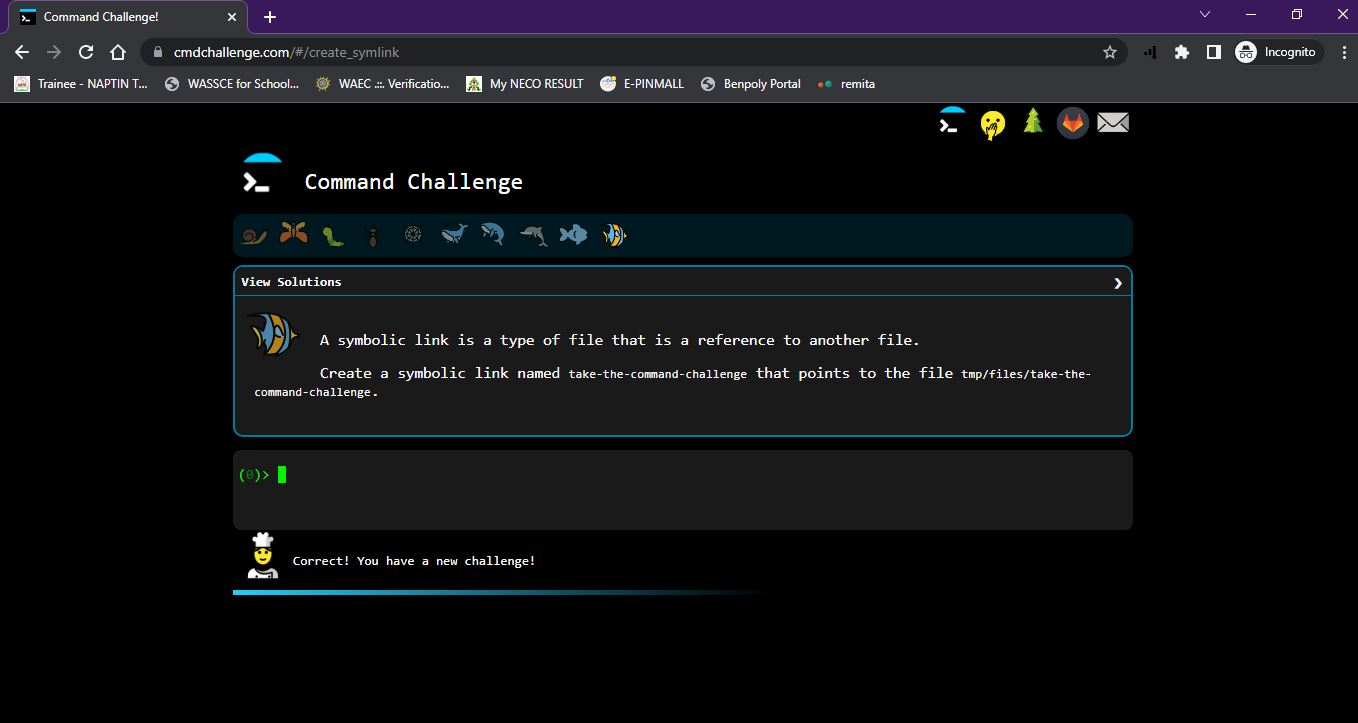 Command Challenge!
cmdchallenge.com/#/create_symlink
Incognito
Trainee - NAPTIN T... WASSCE for School... WAEC .::. Verificatio... My NECO RESULT E-PINMALL Benpoly Portal remita
Command Challenge
View Solutions
A symbolic link is a type of file that is a reference to another file.
Create a symbolic link named take-the-command-challenge that points to the file tmp/files/take-the-
command-challenge.
(0)>
Correct! You have a new challenge!